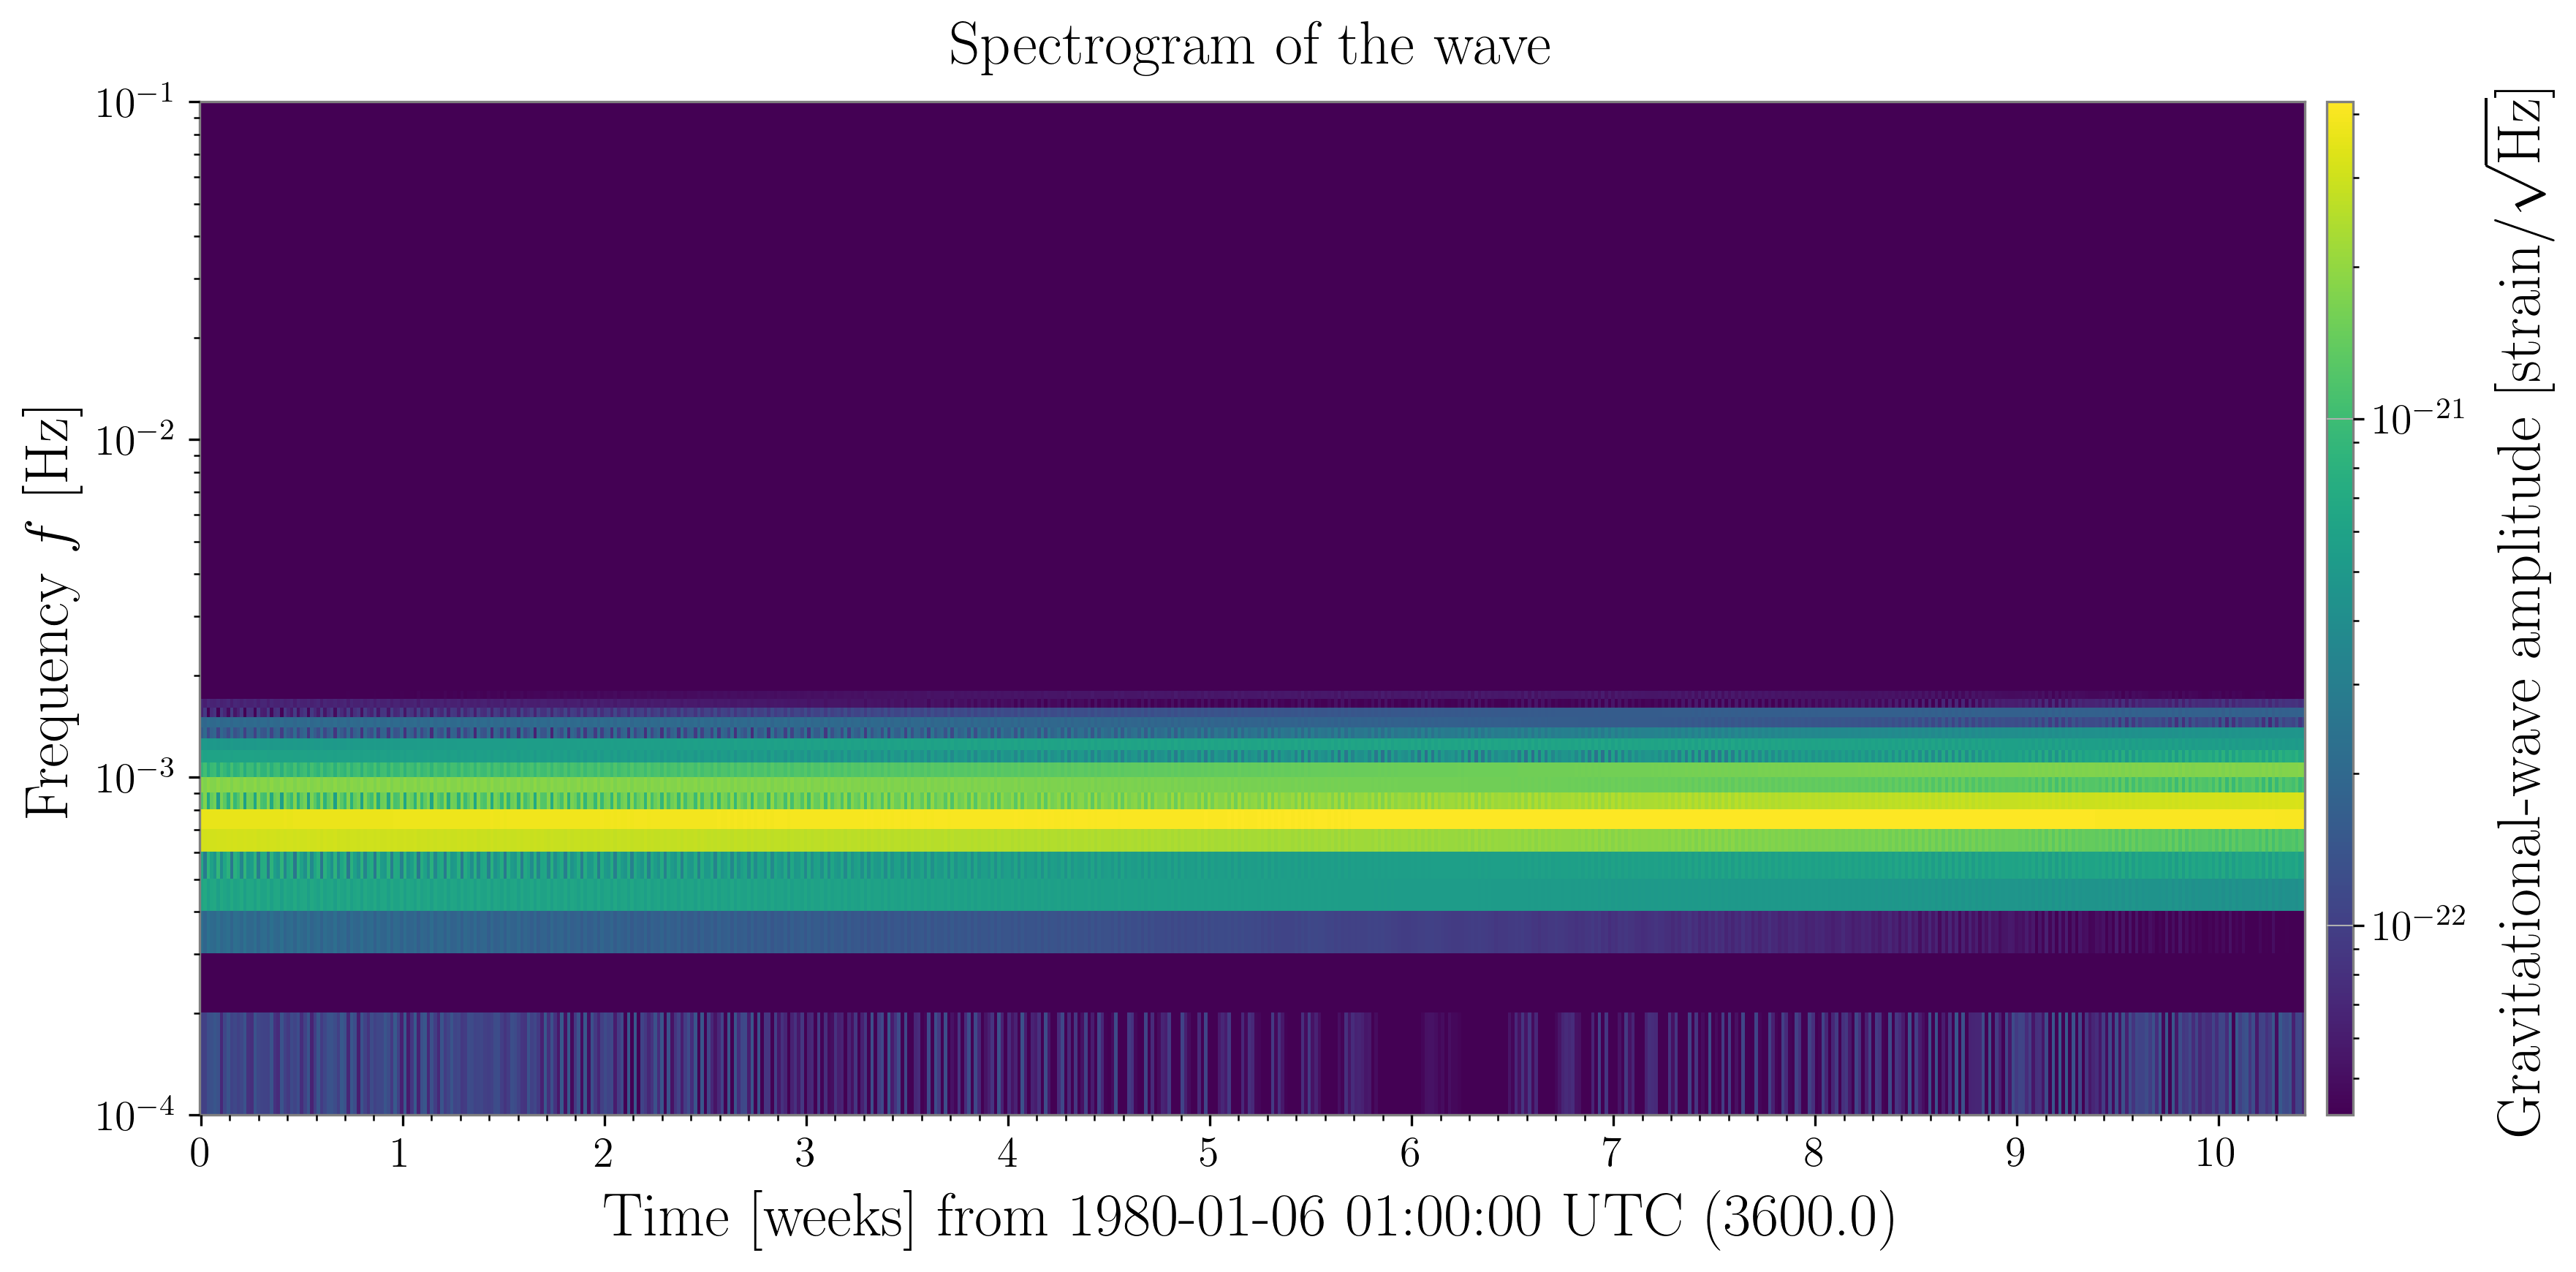 Spectrogram of the wave
Frequency f [Hz]
10⁻¹
10⁻²
10⁻³
10⁻⁴
0 1 2 3 4 5 6 7 8 9 10
Time [weeks] from 1980-01-06 01:00:00 UTC (3600.0)
10⁻²¹
10⁻²²
Gravitational-wave amplitude [strain/√Hz]